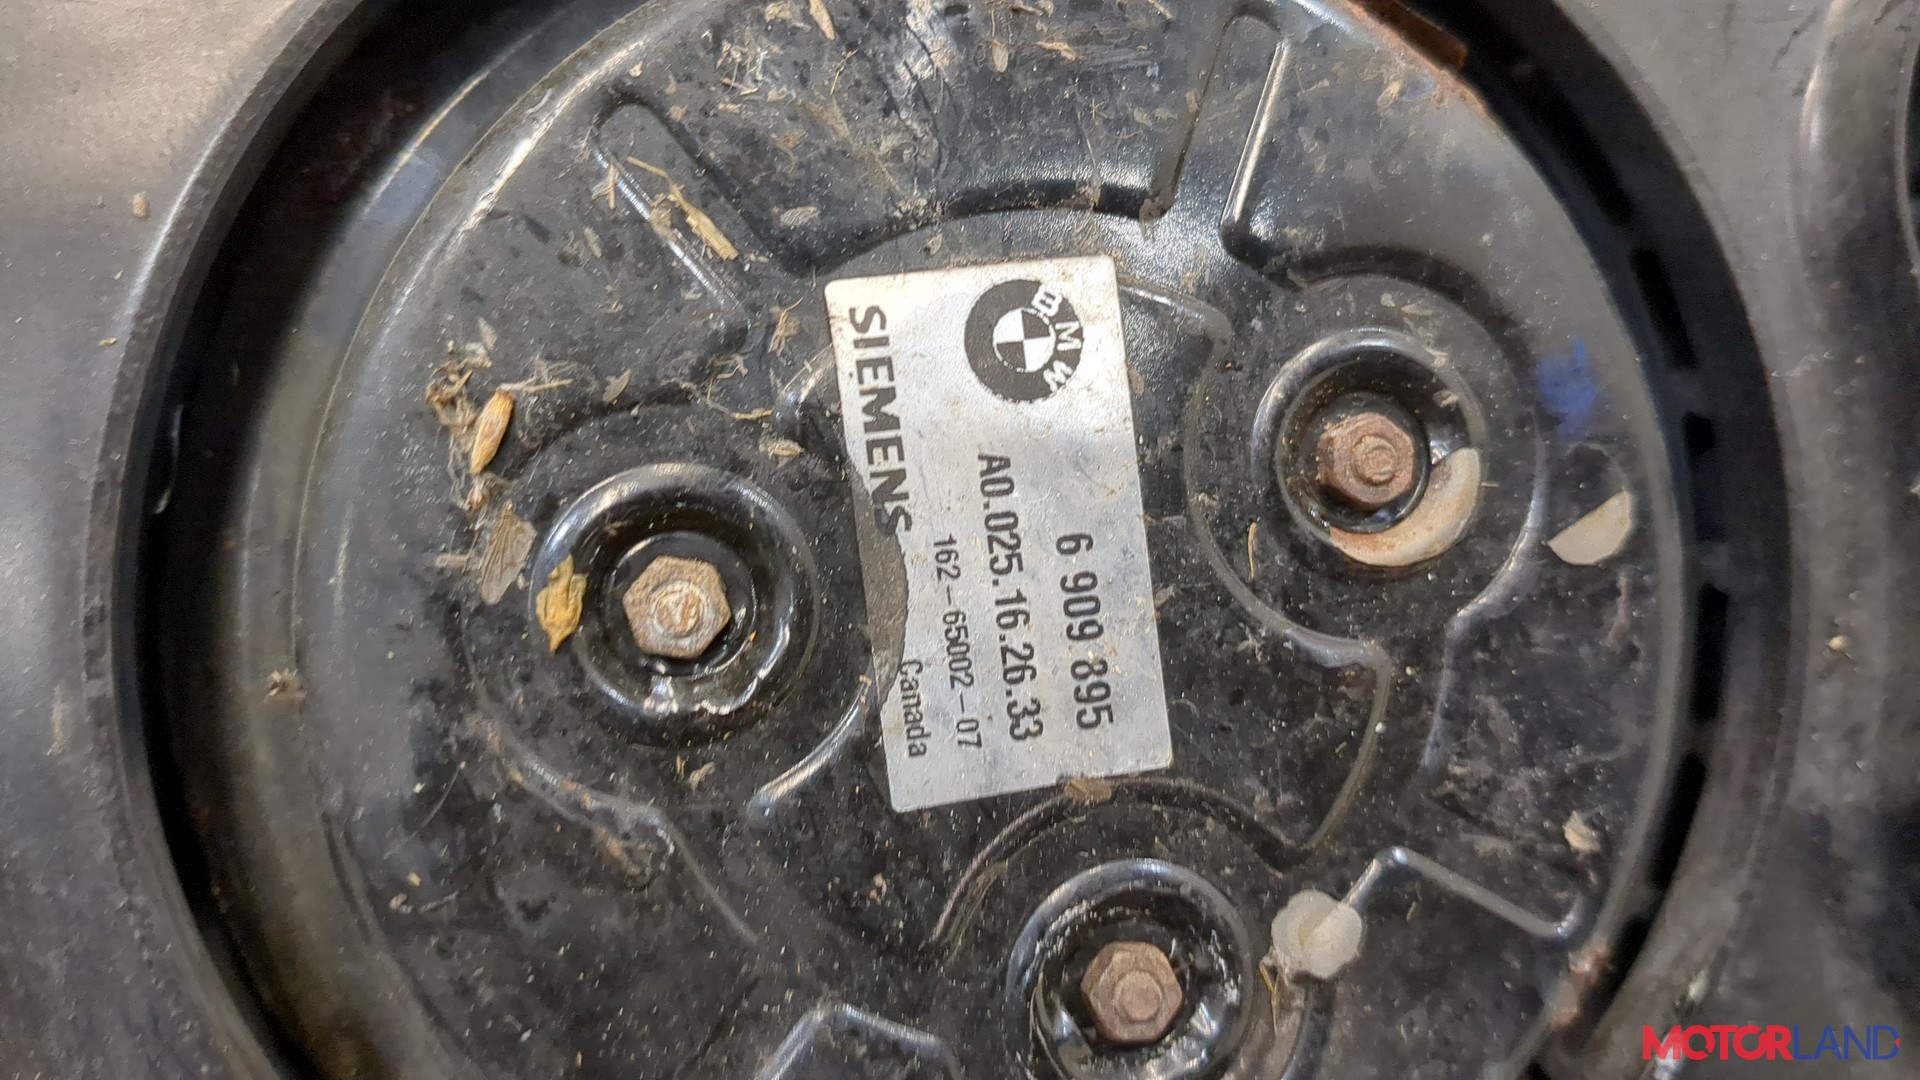 BMW
6 909 895
A0.025.16.26.33
162-65002-07
SIEMENS
Canada
MOTORLAND